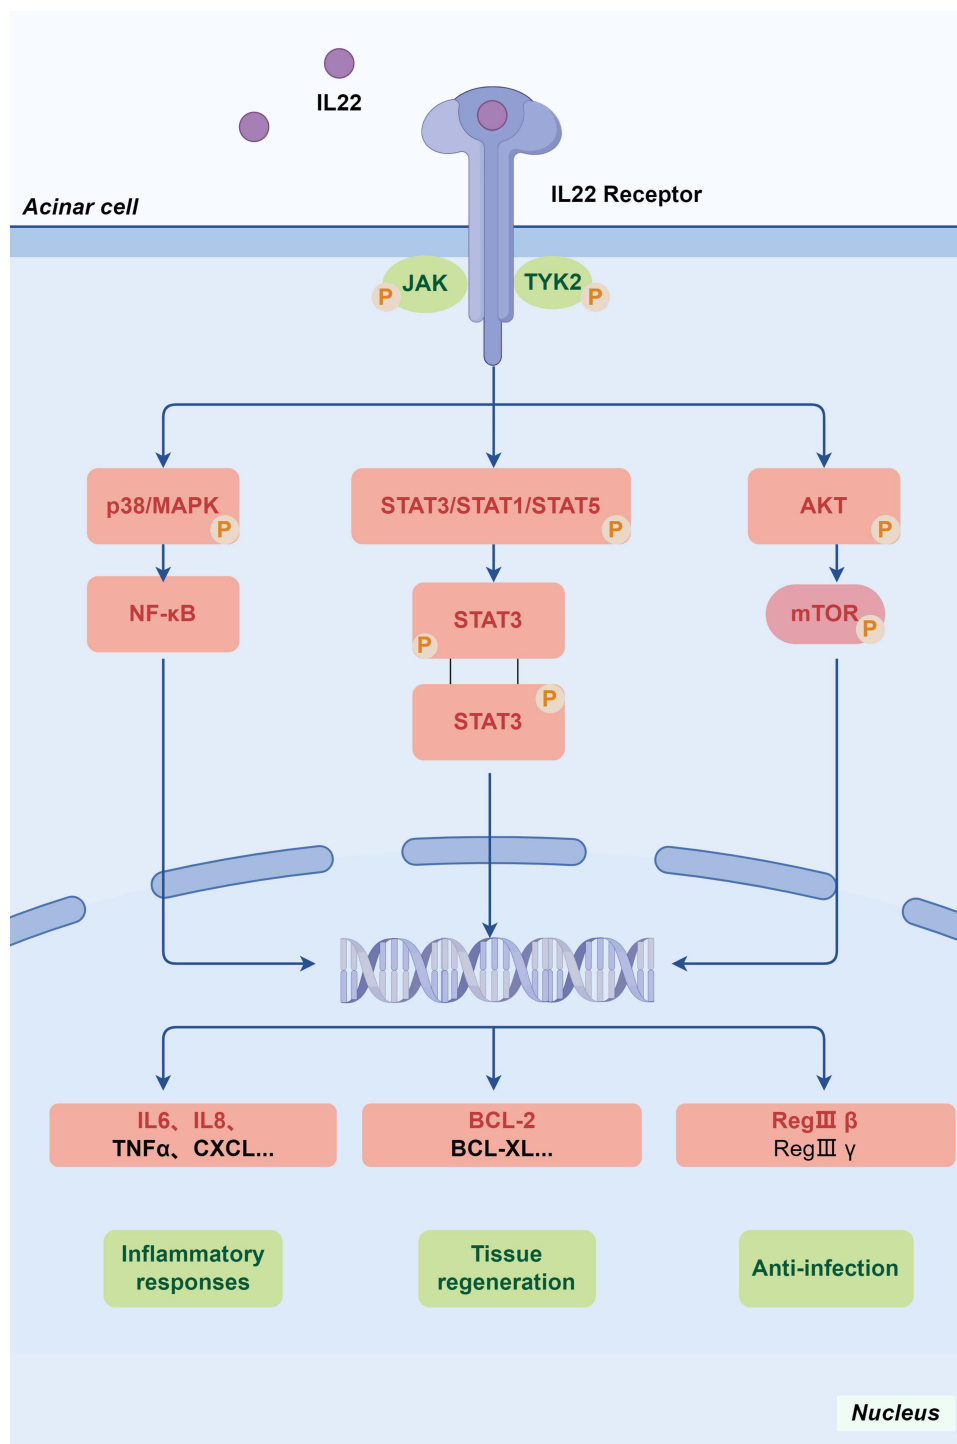 IL22
IL22 Receptor
Acinar cell
JAK
P
TYK2
P
p38/MAPK
P
STAT3/STAT1/STAT5
P
AKT
P
NF-κB
STAT3
P
mTOR
P
STAT3
P
IL6、IL8、
TNFα、CXCL...
BCL-2
BCL-XL...
RegⅢ β
RegⅢ γ
Inflammatory
responses
Tissue
regeneration
Anti-infection
Nucleus